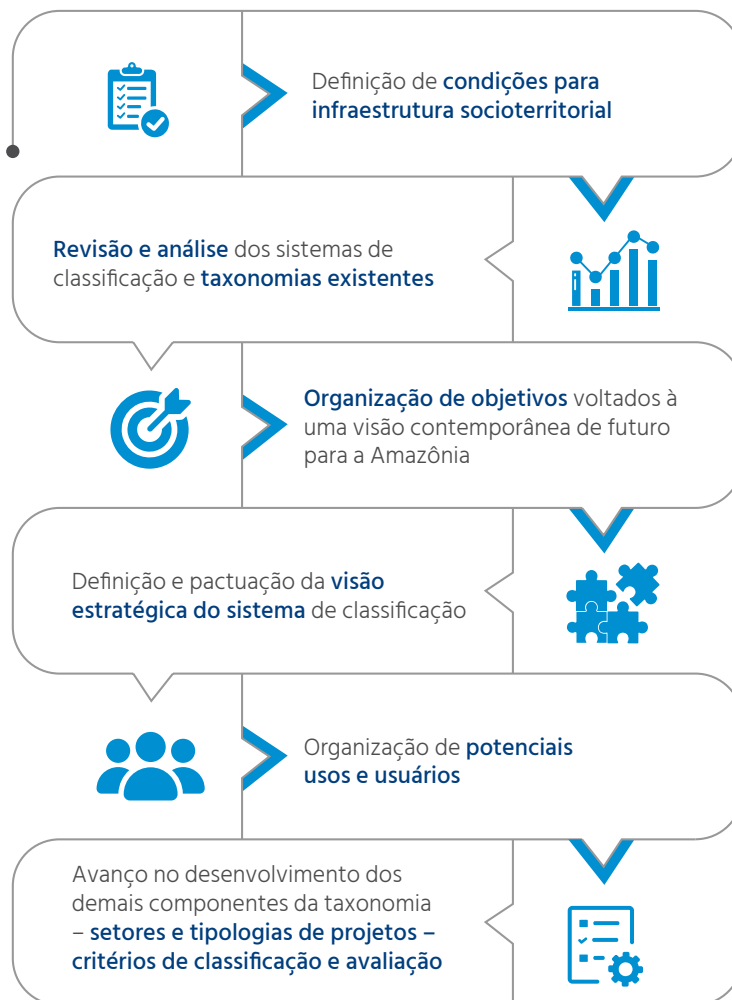 Definição de condições para
infraestrutura socioterritorial
Revisão e análise dos sistemas de
classificação e taxonomias existentes
Organização de objetivos voltados à
uma visão contemporânea de futuro
para a Amazônia
Definição e pactuação da visão
estratégica do sistema de classificação
Organização de potenciais
usos e usuários
Avanço no desenvolvimento dos
demais componentes da taxonomia
– setores e tipologias de projetos –
critérios de classificação e avaliação